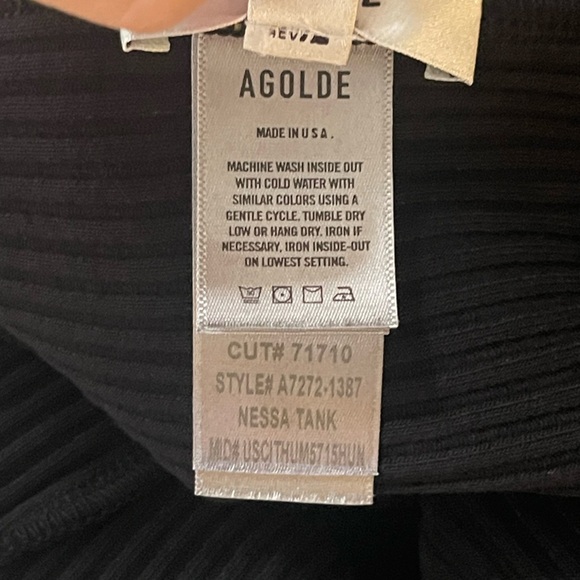 AGOLDE
MADE IN U S A .
MACHINE WASH INSIDE OUT
WITH COLD WATER WITH
SIMILAR COLORS USING A
GENTLE CYCLE. TUMBLE DRY
LOW OR HANG DRY. IRON IF
NECESSARY, IRON INSIDE-OUT
ON LOWEST SETTING.
CUT# 71710
STYLE# A7272-1387
NESSA TANK
MID# USCITHUM5715HUN